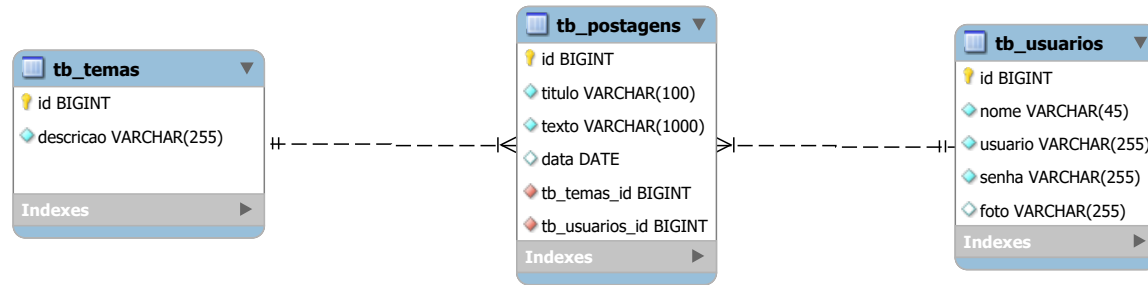 tb_temas
id BIGINT
descricao VARCHAR(255)
Indexes
tb_postagens
id BIGINT
titulo VARCHAR(100)
texto VARCHAR(1000)
data DATE
tb_temas_id BIGINT
tb_usuarios_id BIGINT
Indexes
tb_usuarios
id BIGINT
nome VARCHAR(45)
usuario VARCHAR(255)
senha VARCHAR(255)
foto VARCHAR(255)
Indexes